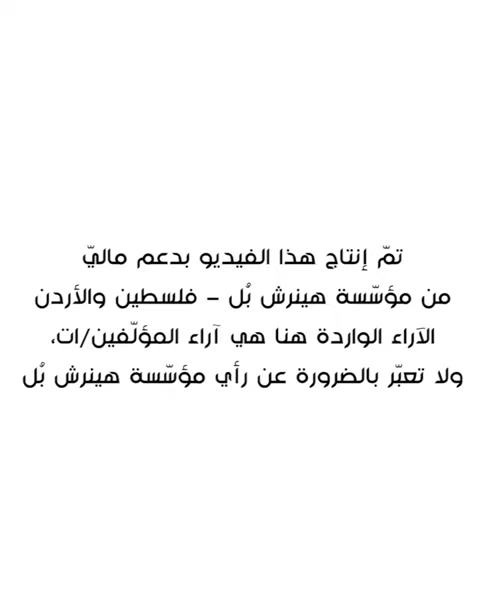 تمّ إنتاج هذا الفيديو بدعم ماليّ
من مؤسّسة هينرش بُل – فلسطين والأردن
الآراء الواردة هنا هي آراء المؤلّفين/ات،
ولا تعبّر بالضرورة عن رأي مؤسّسة هينرش بُل